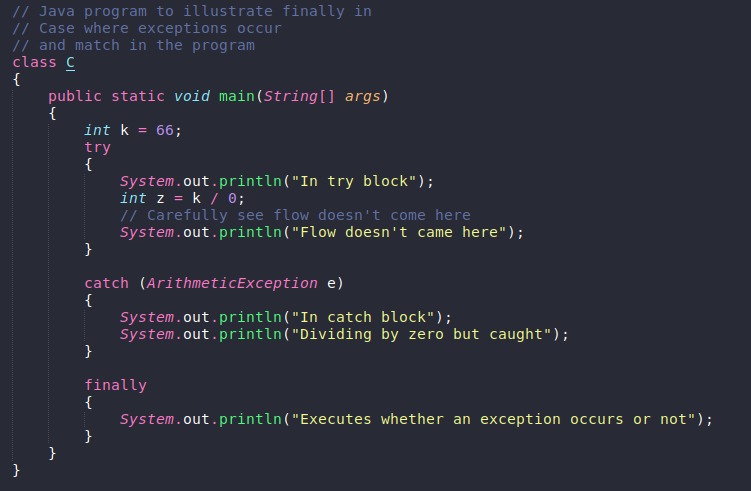 // Java program to illustrate finally in
// Case where exceptions occur
// and match in the program
class C
{
    public static void main(String[] args)
    {
        int k = 66;
        try
        {
            System.out.println("In try block");
            int z = k / 0;
            // Carefully see flow doesn't come here
            System.out.println("Flow doesn't came here");
        }

        catch (ArithmeticException e)
        {
            System.out.println("In catch block");
            System.out.println("Dividing by zero but caught");
        }

        finally
        {
            System.out.println("Executes whether an exception occurs or not");
        }
    }
}